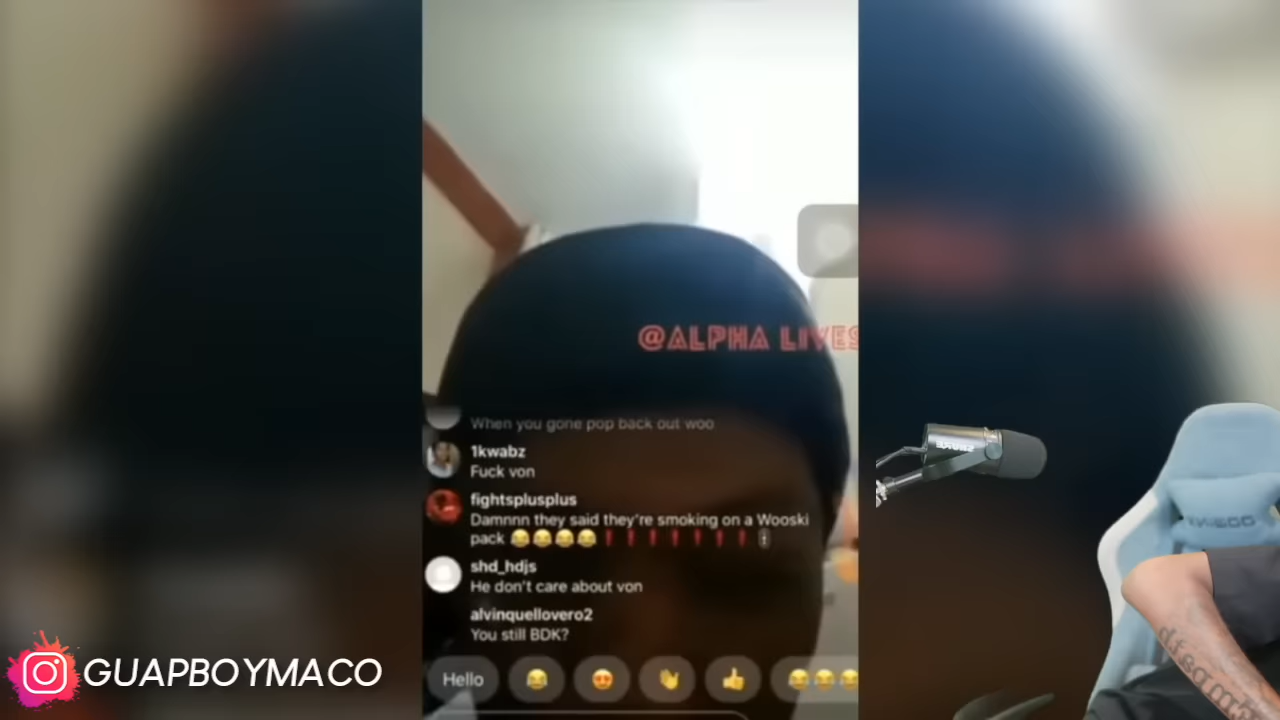 @ALPHA LIVES
When you gone pop back out woo
1kwabz
Fuck von
fightsplusplus
Damnnn they said they're smoking on a Wooski
pack 😂😂😂😂❗❗❗❗❗❗❗
shd_hdjs
He don't care about von
alvinquellovero2
You still BDK?
Hello 😂 😍 👏 👍 😂😂😂
GUAPBOYMACO